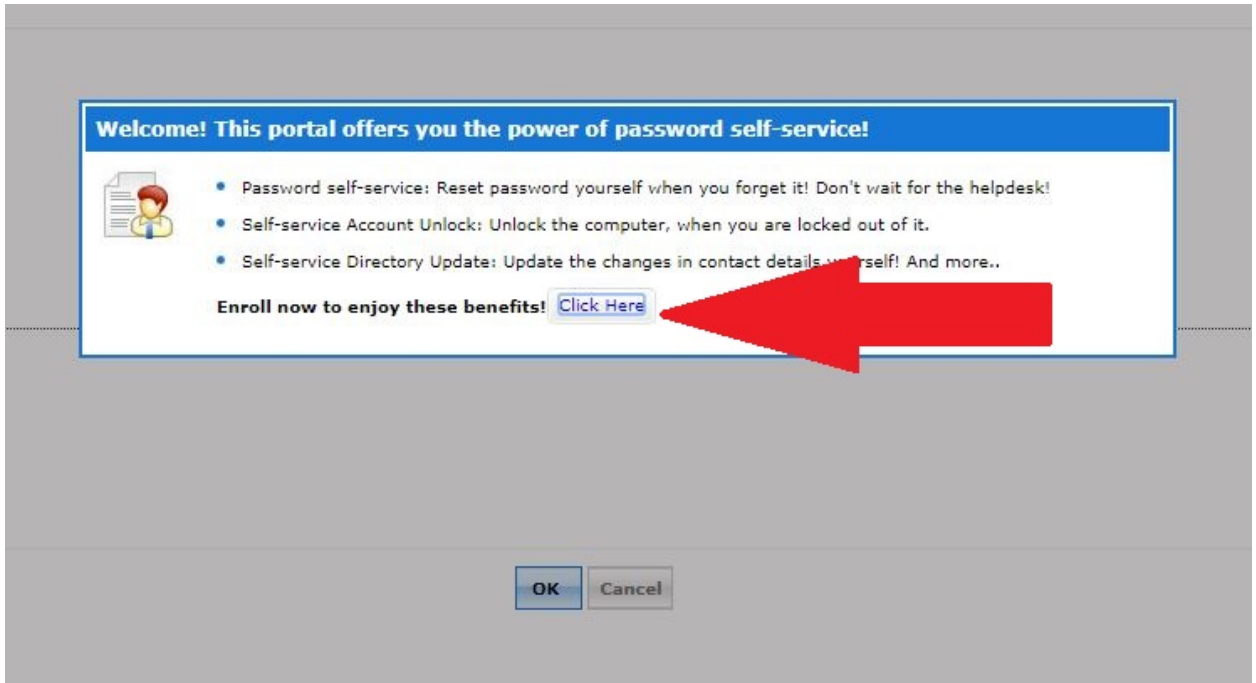 Welcome! This portal offers you the power of password self-service!
Password self-service: Reset password yourself when you forget it! Don't wait for the helpdesk!
Self-service Account Unlock: Unlock the computer, when you are locked out of it.
Self-service Directory Update: Update the changes in contact details yourself! And more..
Enroll now to enjoy these benefits! Click Here
OK Cancel